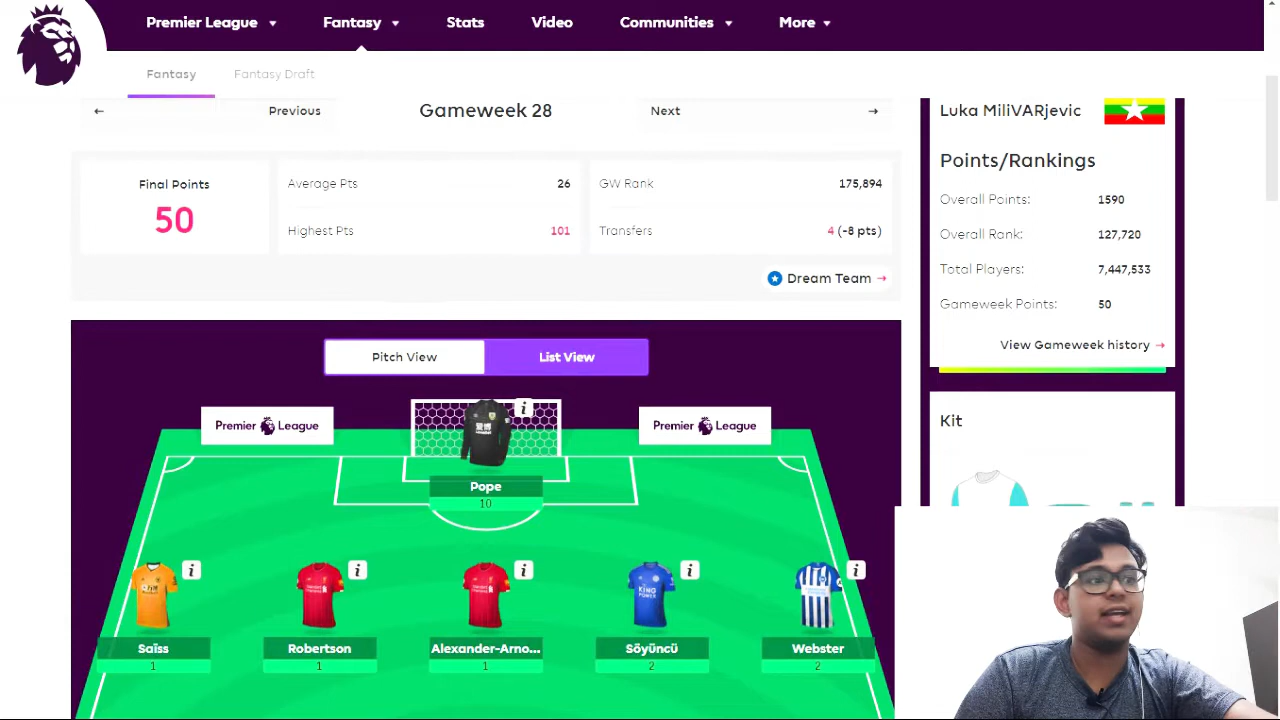 Premier League Fantasy Stats Video Communities More
Fantasy Fantasy Draft
← Previous Gameweek 28 Next →
Final Points
50
Average Pts 26
Highest Pts 101
GW Rank 175,894
Transfers 4 (-8 pts)
Dream Team →
Pitch View List View
Premier League
Premier League
Pope
10
i
i
i
i
i
i
Saïss
1
Robertson
1
Alexander-Arno...
1
Söyüncü
2
Webster
2
KING POWER
Luka MiliVARjevic
Points/Rankings
Overall Points: 1590
Overall Rank: 127,720
Total Players: 7,447,533
Gameweek Points: 50
View Gameweek history →
Kit